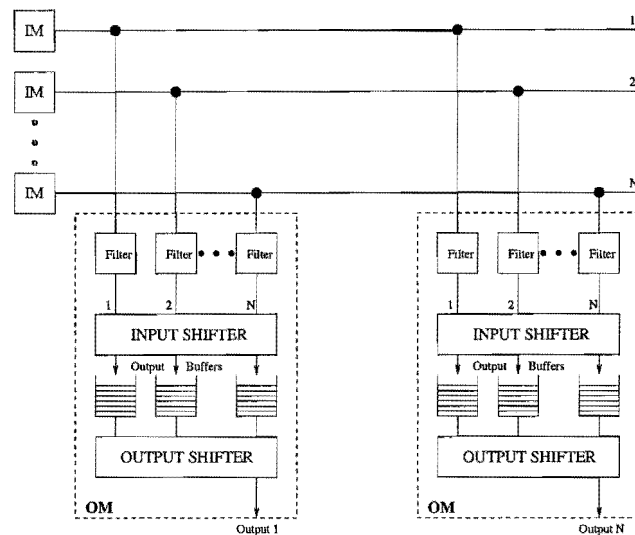 IM
1
IM
2
IM
N
Filter
Filter
Filter
Filter
Filter
Filter
1
2
N
1
2
N
INPUT SHIFTER
INPUT SHIFTER
Output
Buffers
Output
Buffers
OUTPUT SHIFTER
OUTPUT SHIFTER
OM
OM
Output 1
Output N